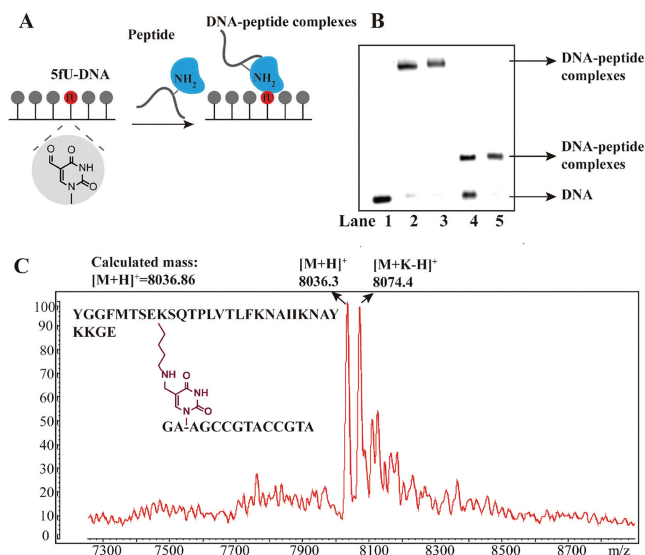 A
B
DNA-peptide complexes
Peptide
5fU-DNA
NH2
NH2
fU
fU
O
O
NH
N
O
DNA-peptide
complexes
DNA-peptide
complexes
DNA
Lane 1 2 3 4 5
C
Calculated mass:
[M+H]+=8036.86
[M+H]+
8036.3
[M+K-H]+
8074.4
YGGFMTSEKSQTPLVTLFKNAIIKNAY
KKGE
NH
O
NH
N
O
GA-AGCCGTACCGTA
100
90
80
70
60
50
40
30
20
10
0
7300 7700 7900 8100 8300 8500 8700 m/z